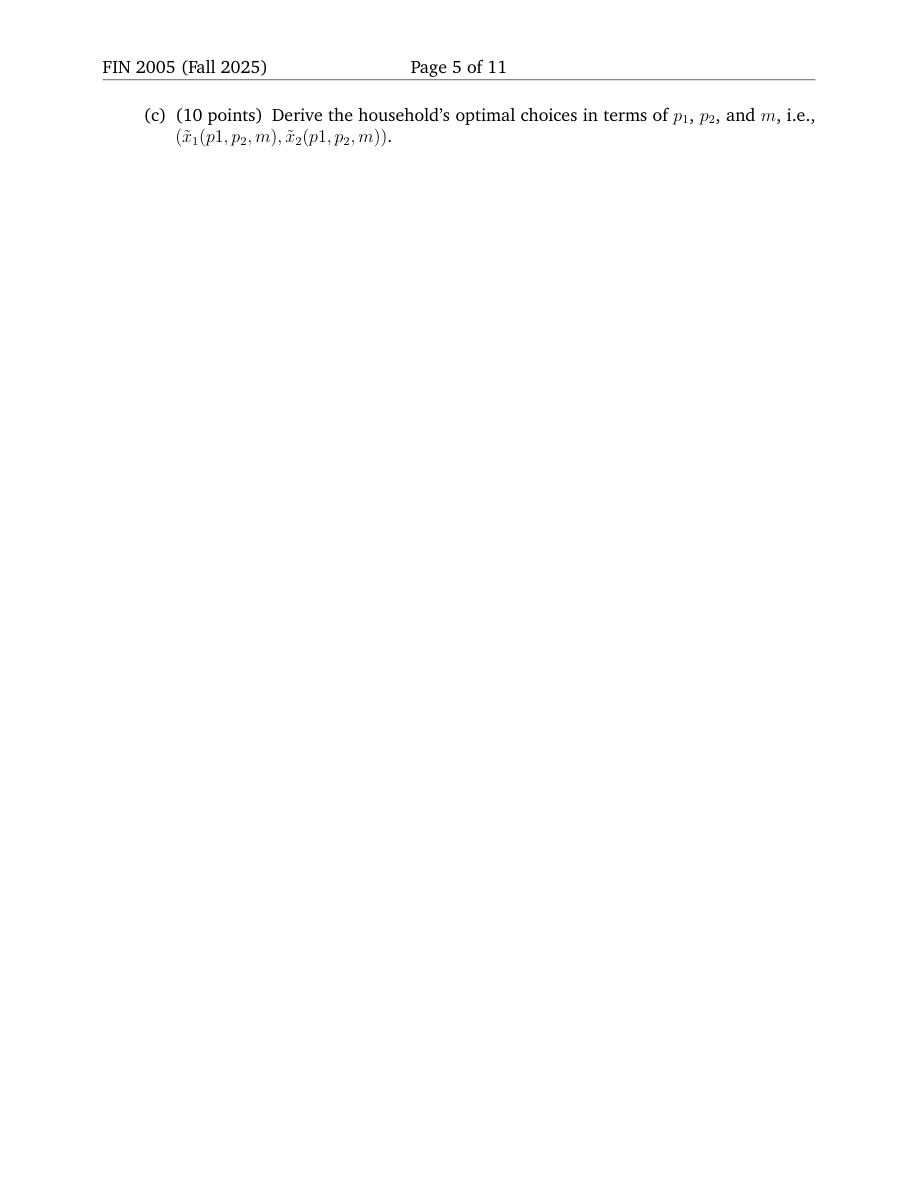 FIN 2005 (Fall 2025) Page 5 of 11
(c) (10 points) Derive the household's optimal choices in terms of p₁, p₂, and m, i.e.,
(x̃₁(p1, p₂, m), x̃₂(p1, p₂, m)).